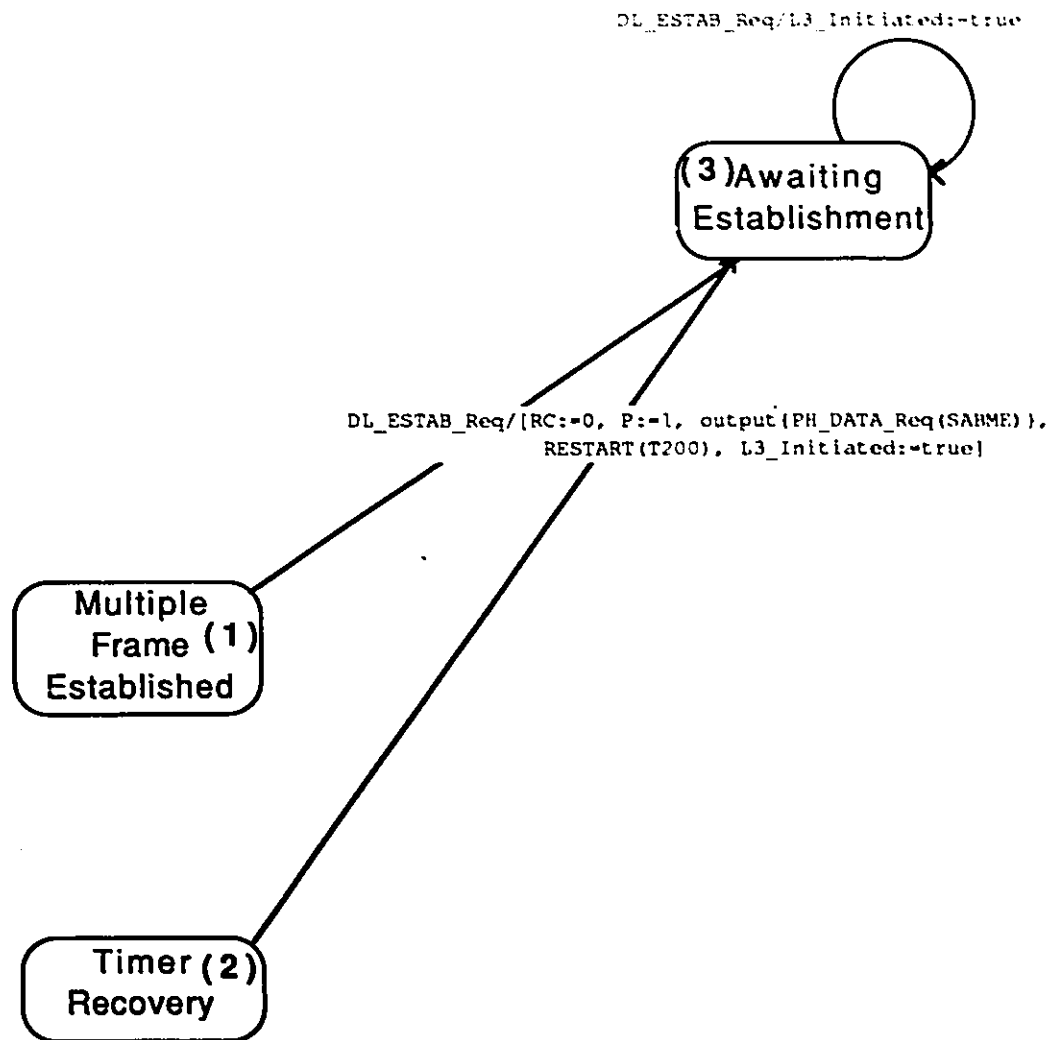 DL_ESTAB_Req/L3_Initiated:=true
(3)Awaiting
Establishment
DL_ESTAB_Req/[RC:=0, P:=1, output{PH_DATA_Req(SABME)},
RESTART(T200), L3_Initiated:=true]
Multiple
Frame (1)
Established
Timer (2)
Recovery